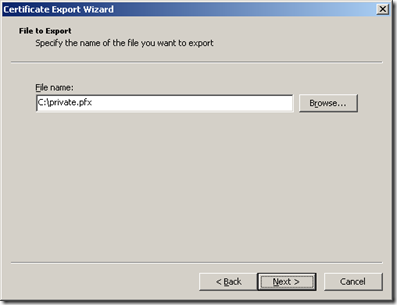 Certificate Export Wizard
File to Export
Specify the name of the file you want to export
File name:
C:\private.pfx
Browse...
< Back
Next >
Cancel